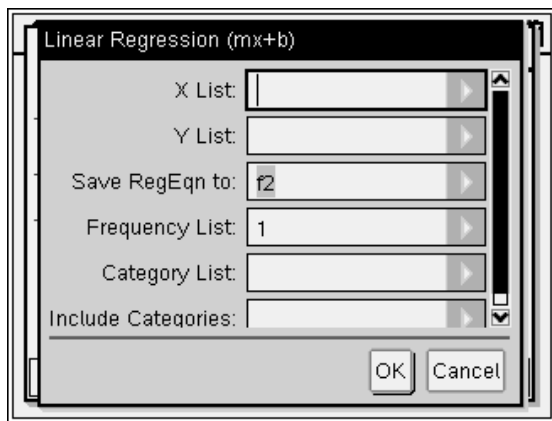 Linear Regression (mx+b)
X List:
Y List:
Save RegEqn to: f2
Frequency List: 1
Category List:
Include Categories:
OK Cancel